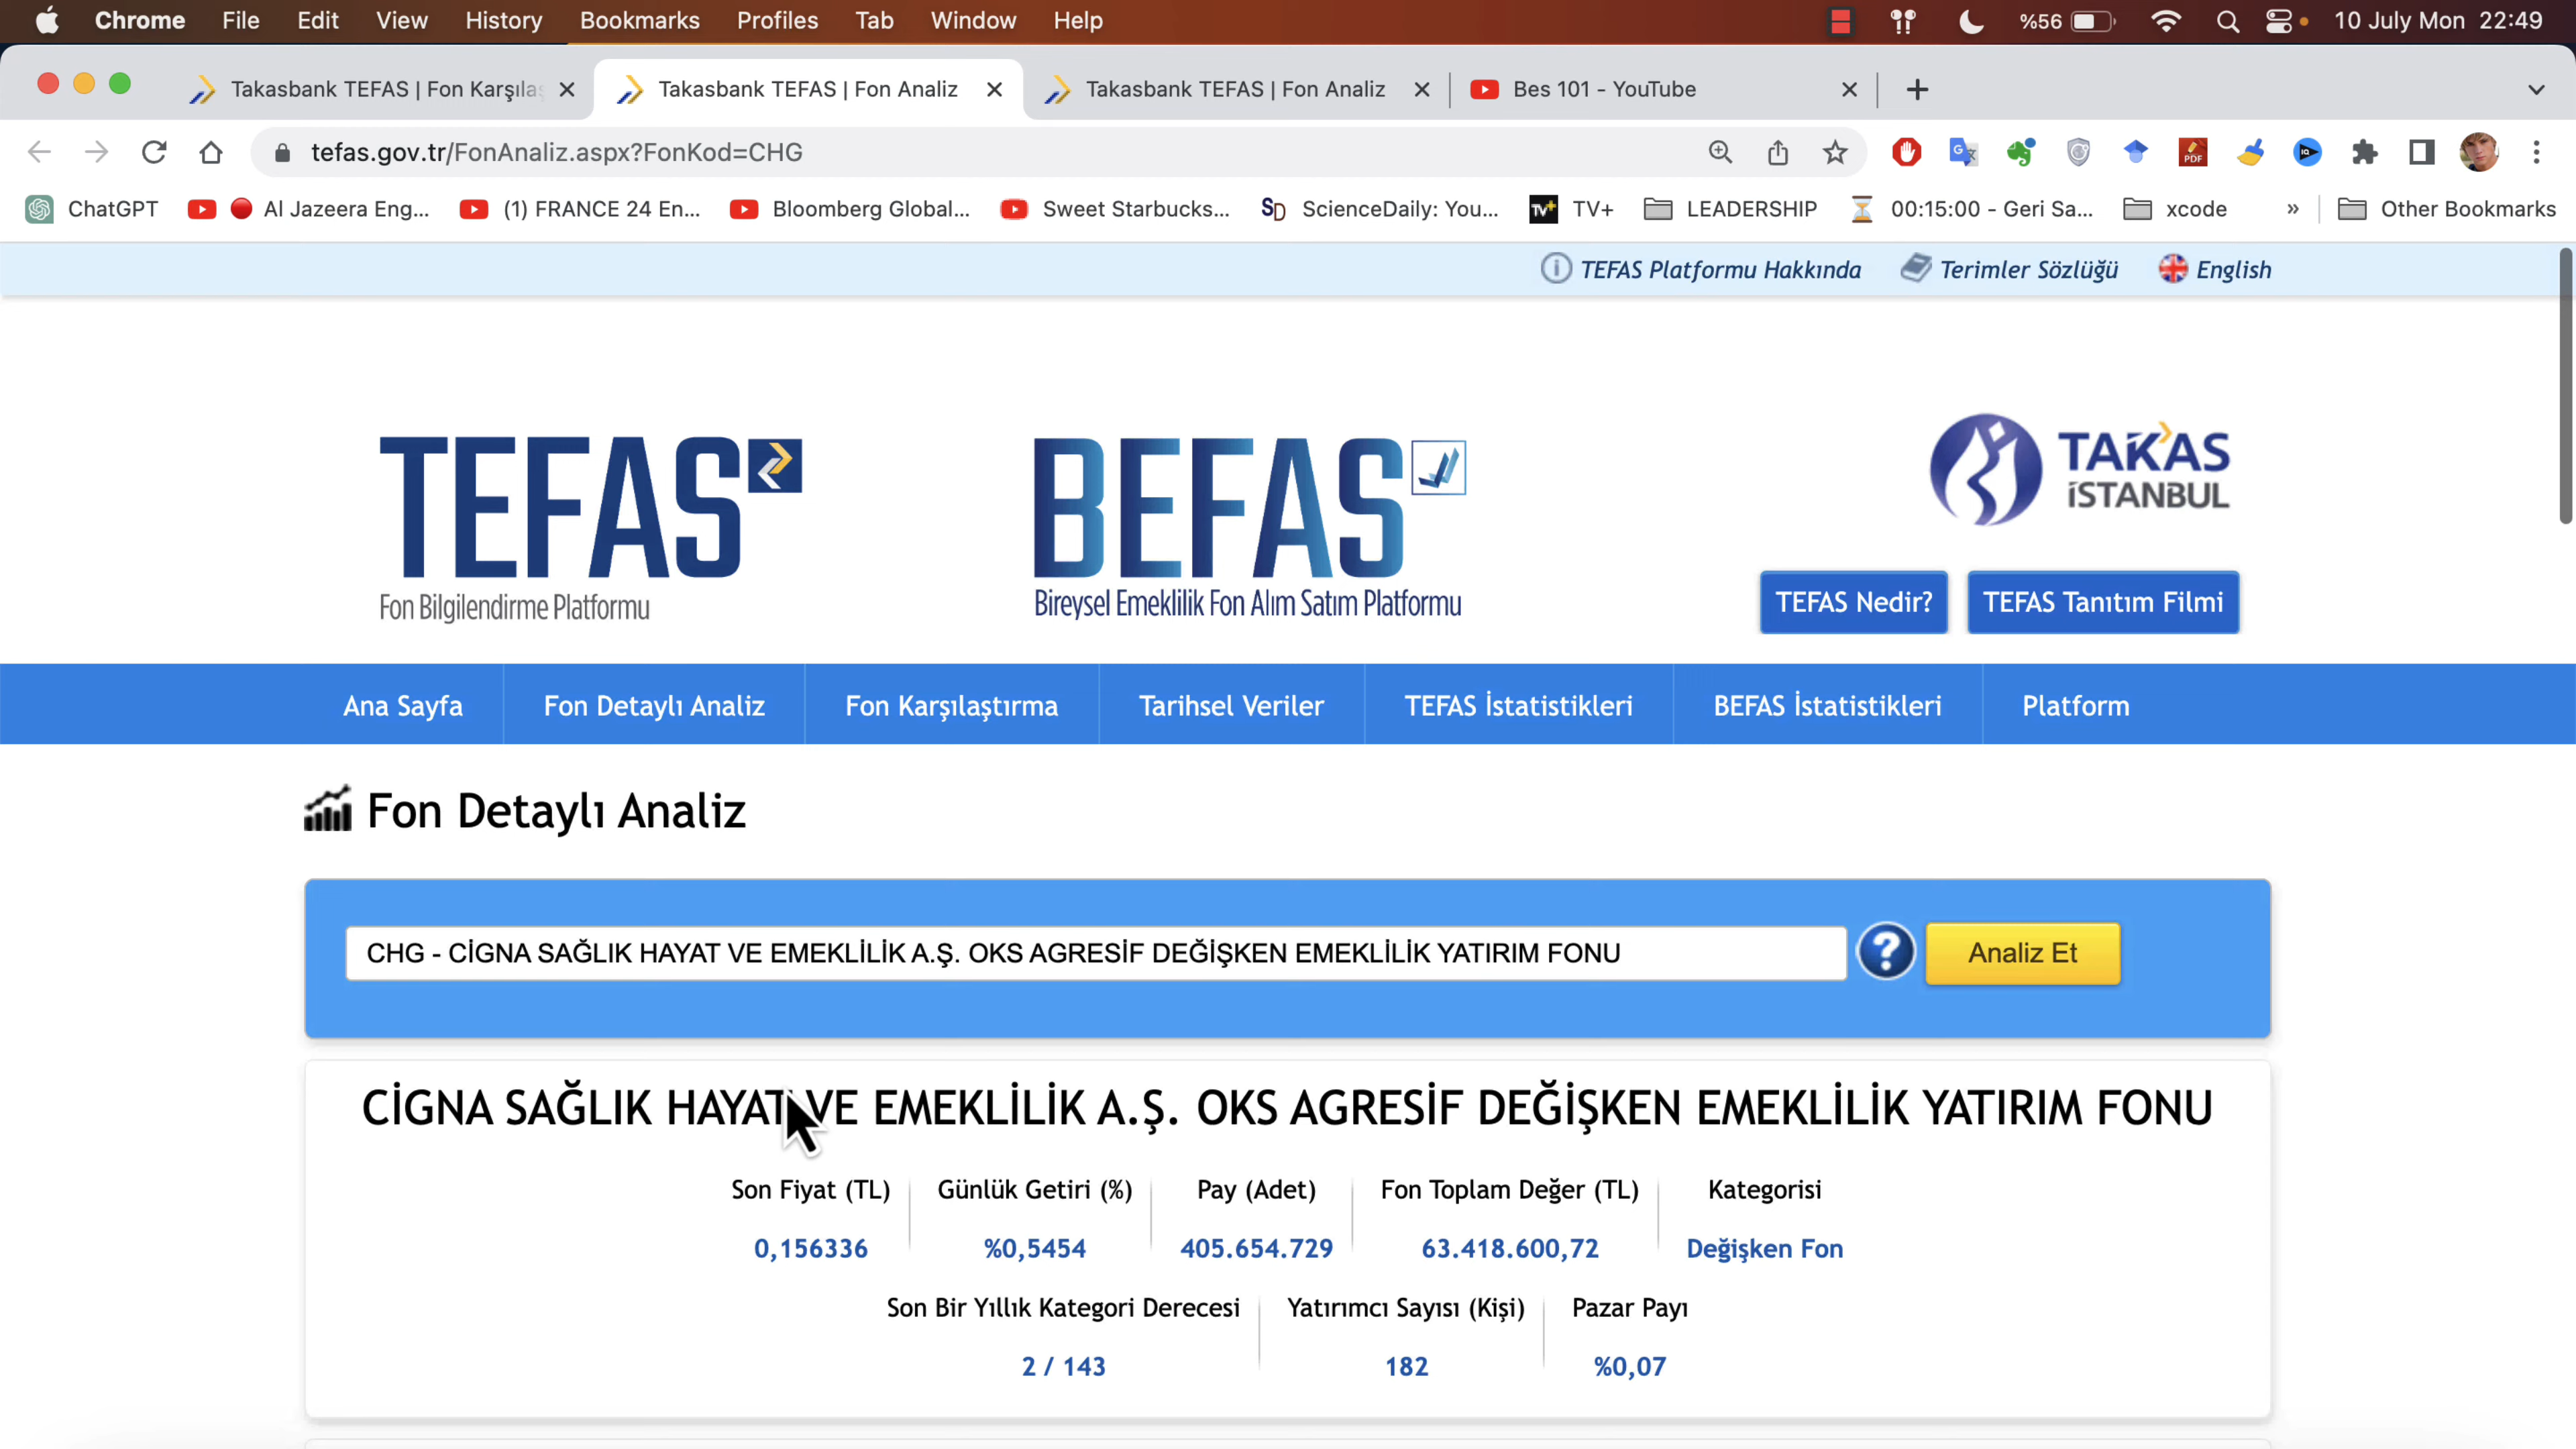 Chrome File Edit View History Bookmarks Profiles Tab Window Help %56 10 July Mon 22:49
Takasbank TEFAS | Fon Karşılaş Takasbank TEFAS | Fon Analiz Takasbank TEFAS | Fon Analiz Bes 101 - YouTube
tefas.gov.tr/FonAnaliz.aspx?FonKod=CHG
ChatGPT Al Jazeera Eng... (1) FRANCE 24 En... Bloomberg Global... Sweet Starbucks... SD ScienceDaily: You... TV+ TV+ LEADERSHIP 00:15:00 - Geri Sa... xcode » Other Bookmarks
TEFAS Platformu Hakkında Terimler Sözlüğü English
TEFAS BEFAS TAKAS
İSTANBUL
Fon Bilgilendirme Platformu Bireysel Emeklilik Fon Alım Satım Platformu TEFAS Nedir? TEFAS Tanıtım Filmi
Ana Sayfa Fon Detaylı Analiz Fon Karşılaştırma Tarihsel Veriler TEFAS İstatistikleri BEFAS İstatistikleri Platform
Fon Detaylı Analiz
CHG - CİGNA SAĞLIK HAYAT VE EMEKLİLİK A.Ş. OKS AGRESİF DEĞİŞKEN EMEKLİLİK YATIRIM FONU ? Analiz Et
CİGNA SAĞLIK HAYAT VE EMEKLİLİK A.Ş. OKS AGRESİF DEĞİŞKEN EMEKLİLİK YATIRIM FONU
Son Fiyat (TL) Günlük Getiri (%) Pay (Adet) Fon Toplam Değer (TL) Kategorisi
0,156336 %0,5454 405.654.729 63.418.600,72 Değişken Fon
Son Bir Yıllık Kategori Derecesi Yatırımcı Sayısı (Kişi) Pazar Payı
2 / 143 182 %0,07